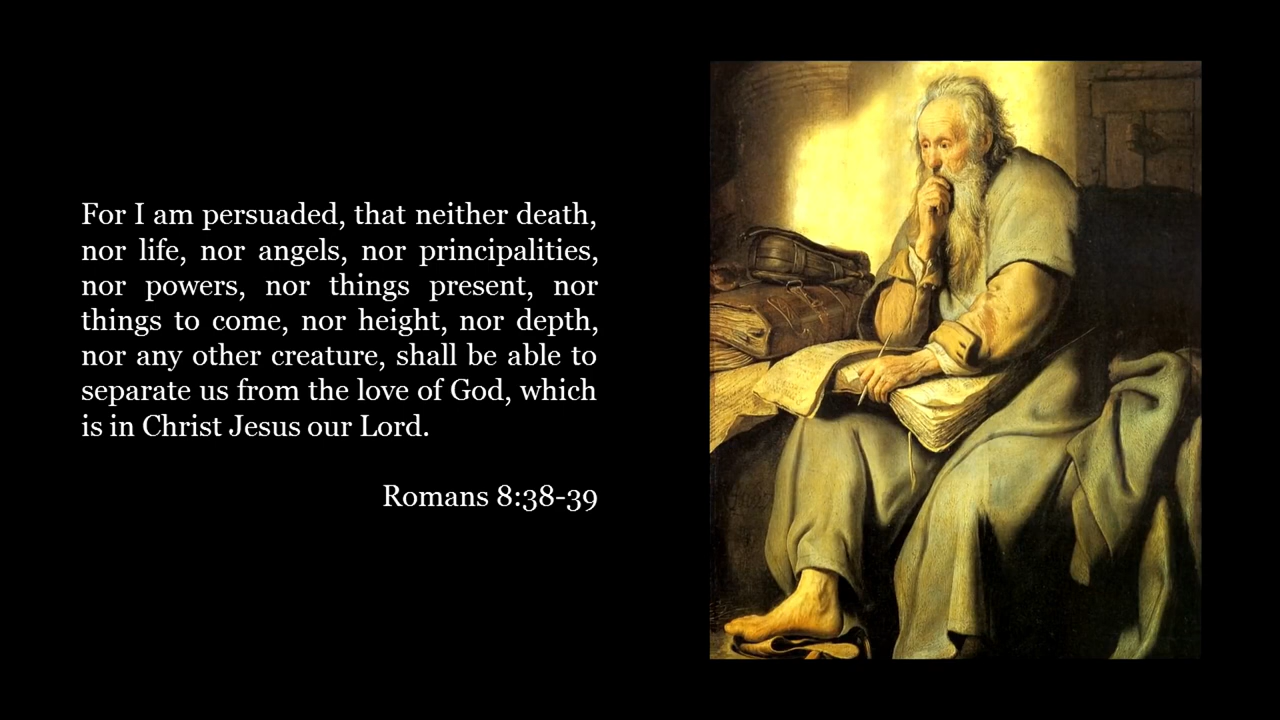 For I am persuaded, that neither death,
nor life, nor angels, nor principalities,
nor powers, nor things present, nor
things to come, nor height, nor depth,
nor any other creature, shall be able to
separate us from the love of God, which
is in Christ Jesus our Lord.
Romans 8:38-39